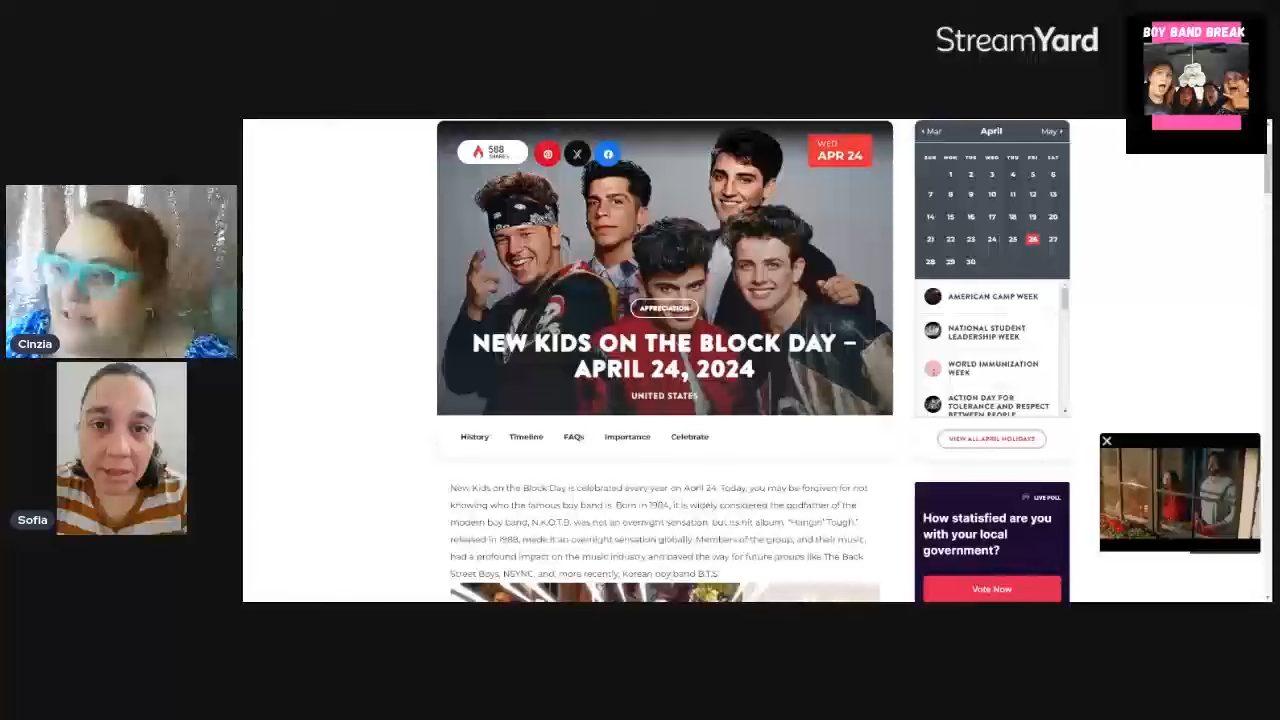 StreamYard
BOY BAND BREAK
588
SHARES
WED
APR 24
APPRECIATION
NEW KIDS ON THE BLOCK DAY –
APRIL 24, 2024
UNITED STATES
History Timeline FAQs Importance Celebrate
New Kids on the Block Day is celebrated every year on April 24. Today, you may be forgiven for not
knowing who the famous boy band is. Born in 1984, it is widely considered the godfather of the
modern boy band, N.K.O.T.B. was not an overnight sensation, but its hit album, “Hangin’ Tough,”
released in 1988, made it an overnight sensation globally. Members of the group, and their music,
had a profound impact on the music industry and paved the way for future groups like The Back
Street Boys, NSYNC, and, more recently, Korean boy band B.T.S
‹ Mar April May ›
SUN MON TUE WED THU FRI SAT
1 2 3 4 5 6
7 8 9 10 11 12 13
14 15 16 17 18 19 20
21 22 23 24 25 26 27
28 29 30
AMERICAN CAMP WEEK
NATIONAL STUDENT
LEADERSHIP WEEK
WORLD IMMUNIZATION
WEEK
ACTION DAY FOR
TOLERANCE AND RESPECT
BETWEEN PEOPLE
VIEW ALL APRIL HOLIDAYS
LIVE POLL
How statisfied are you
with your local
government?
Vote Now
Cinzia
Sofia